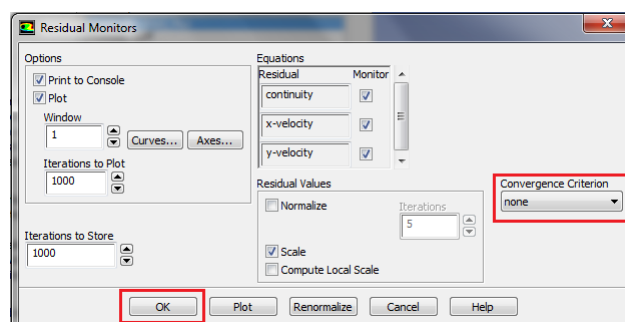 Residual Monitors
Options
Print to Console
Plot
Window
1
Curves...
Axes...
Iterations to Plot
1000
Iterations to Store
1000
Equations
Residual Monitor
continuity
x-velocity
y-velocity
Residual Values
Normalize
Iterations
5
Scale
Compute Local Scale
Convergence Criterion
none
OK
Plot
Renormalize
Cancel
Help